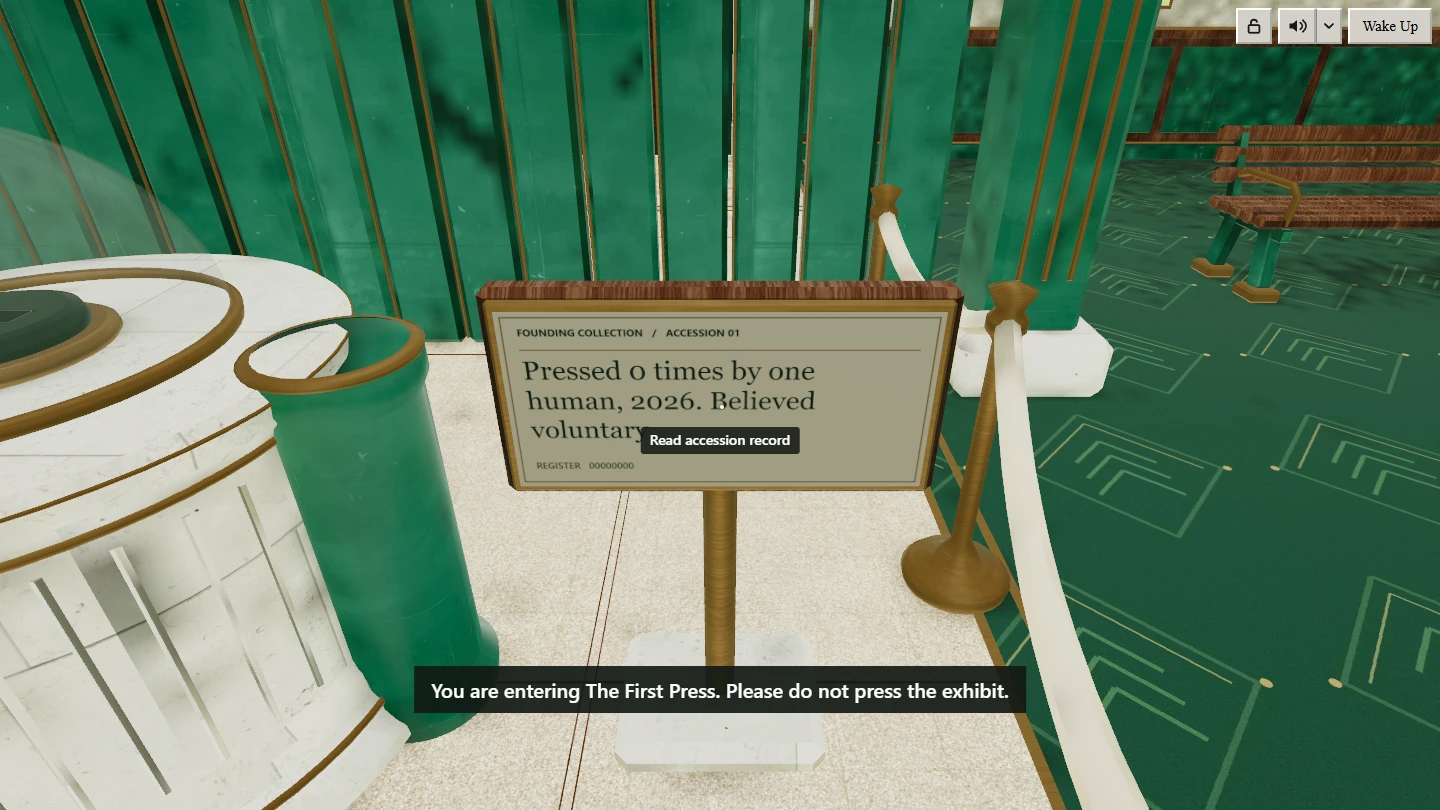 Wake Up
FOUNDING COLLECTION / ACCESSION 01
Pressed 0 times by one
human, 2026. Believed
voluntary
Read accession record
REGISTER 00000000
You are entering The First Press. Please do not press the exhibit.